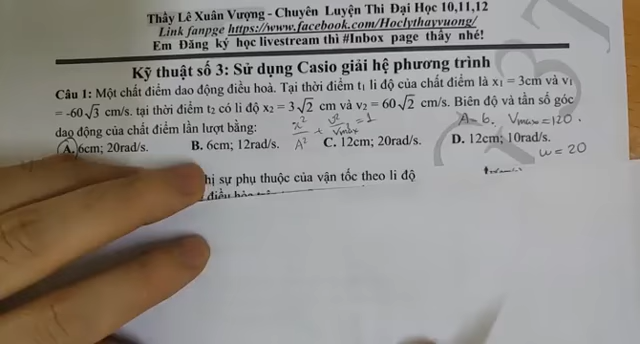 Thầy Lê Xuân Vượng - Chuyên Luyện Thi Đại Học 10,11,12
Link fanpge https://www.facebook.com/Hoclythayvuong/
Em Đăng ký học livestream thì #Inbox page thầy nhé!
Kỹ thuật số 3: Sử dụng Casio giải hệ phương trình
Câu 1: Một chất điểm dao động điều hoà. Tại thời điểm t₁ li độ của chất điểm là x₁ = 3cm và v₁
= -60√3 cm/s. tại thời điểm t₂ có li độ x₂ = 3√2 cm và v₂ = 60√2 cm/s. Biên độ và tần số góc
dao động của chất điểm lần lượt bằng: x²/A² + v²/Vmax = 1 A = 6. Vmax = 120.
A. 6cm; 20rad/s. B. 6cm; 12rad/s. C. 12cm; 20rad/s. D. 12cm; 10rad/s.
ω = 20
hị sự phụ thuộc của vận tốc theo li độ